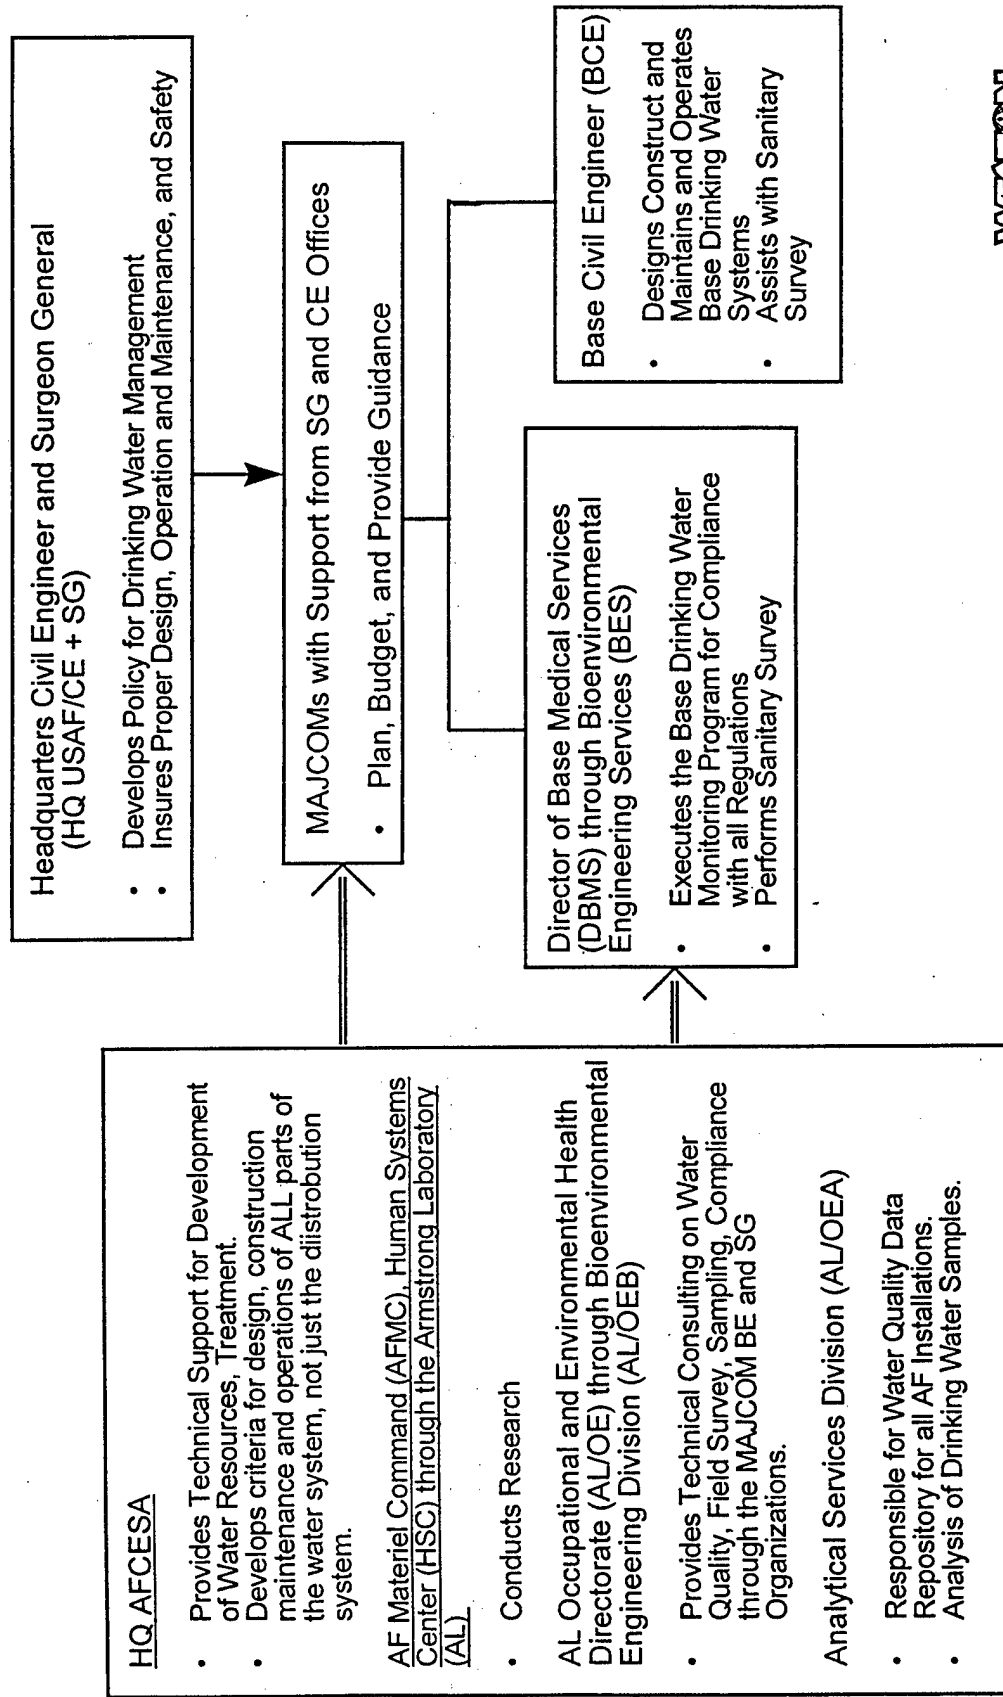 Headquarters Civil Engineer and Surgeon General
(HQ USAF/CE + SG)
• Develops Policy for Drinking Water Management
• Insures Proper Design, Operation and Maintenance, and Safety
MAJCOMs with Support from SG and CE Offices
• Plan, Budget, and Provide Guidance
Director of Base Medical Services
(DBMS) through Bioenvironmental
Engineering Services (BES)
• Executes the Base Drinking Water
Monitoring Program for Compliance
with all Regulations
• Performs Sanitary Survey
Base Civil Engineer (BCE)
• Designs Construct and
Maintains and Operates
Base Drinking Water
Systems
• Assists with Sanitary
Survey
HQ AFCESA
• Provides Technical Support for Development
of Water Resources, Treatment.
• Develops criteria for design, construction
maintenance and operations of ALL parts of
the water system, not just the diistrobution
system.
AF Materiel Command (AFMC), Human Systems
Center (HSC) through the Armstrong Laboratory
(AL)
• Conducts Research
AL Occupational and Environmental Health
Directorate (AL/OE) through Bioenvironmental
Engineering Division (AL/OEB)
• Provides Technical Consulting on Water
Quality, Field Survey, Sampling, Compliance
through the MAJCOM BE and SG
Organizations.
Analytical Services Division (AL/OEA)
• Responsible for Water Quality Data
Repository for all AF Installations.
• Analysis of Drinking Water Samples.